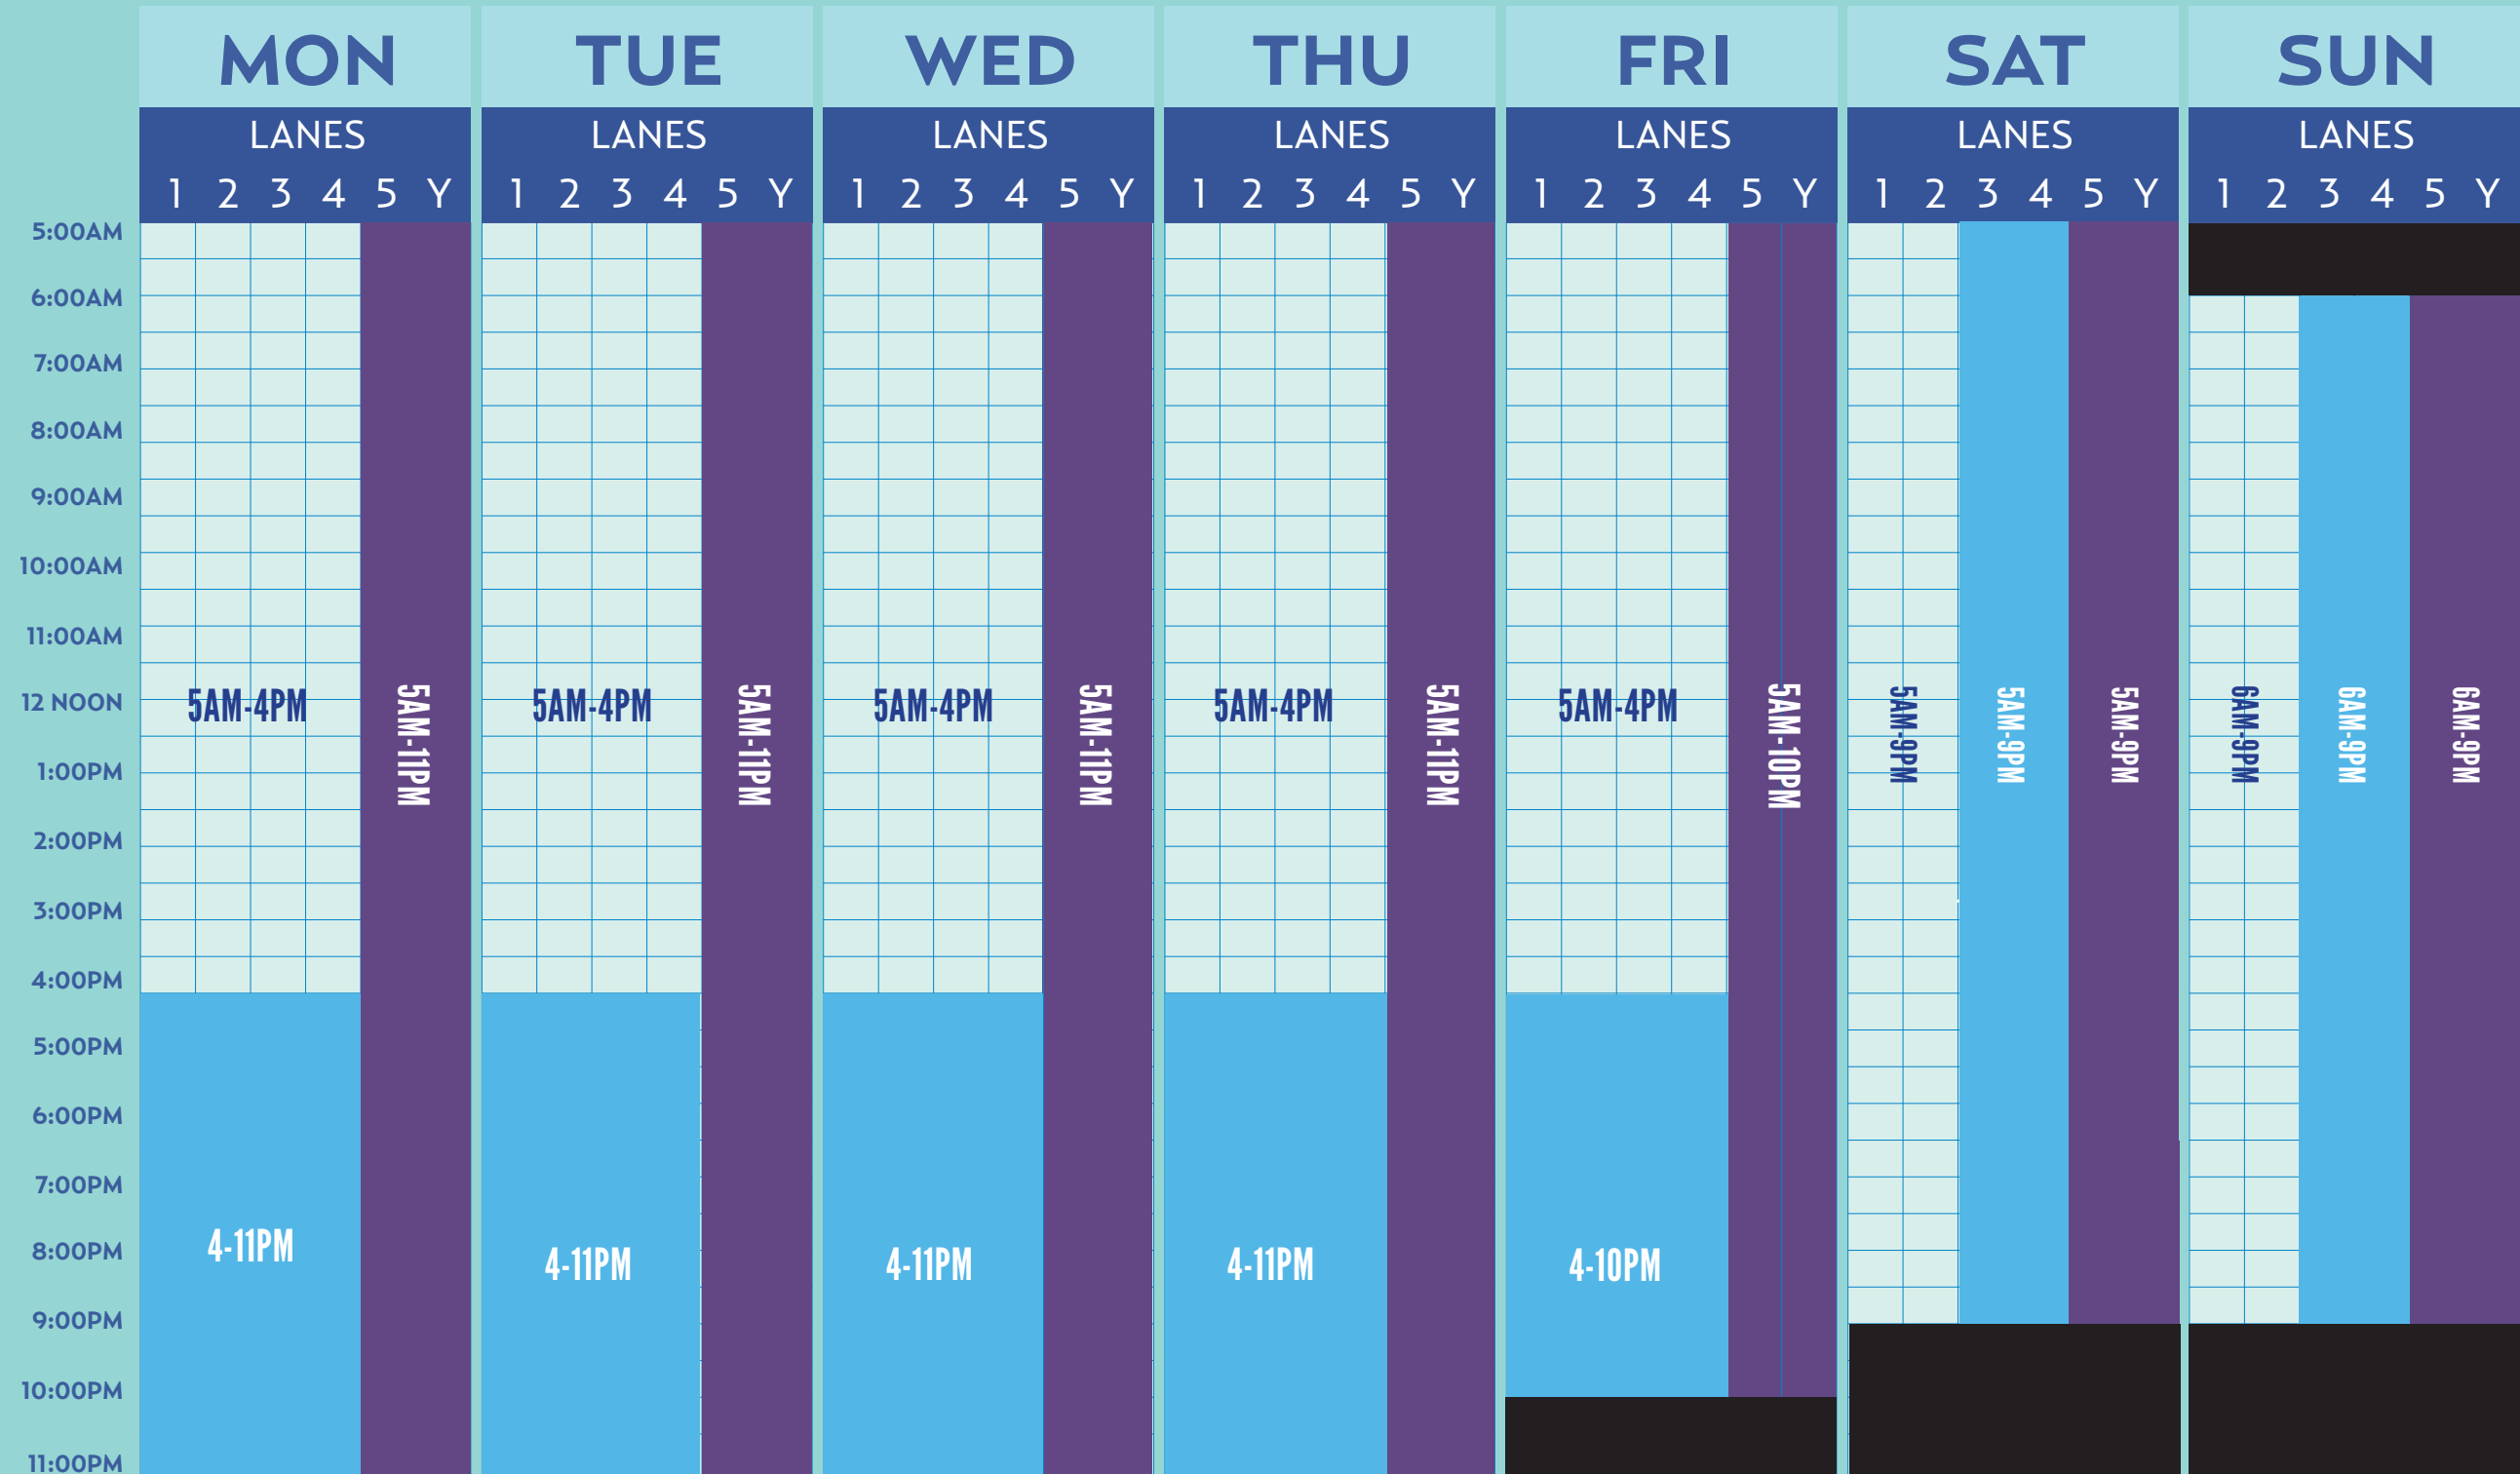 MON TUE WED THU FRI SAT SUN
LANES LANES LANES LANES LANES LANES LANES
1 2 3 4 5 Y 1 2 3 4 5 Y 1 2 3 4 5 Y 1 2 3 4 5 Y 1 2 3 4 5 Y 1 2 3 4 5 Y 1 2 3 4 5 Y
5:00AM
6:00AM
7:00AM
8:00AM
9:00AM
10:00AM
11:00AM
12 NOON
1:00PM
2:00PM
3:00PM
4:00PM
5:00PM
6:00PM
7:00PM
8:00PM
9:00PM
10:00PM
11:00PM
5AM-4PM
5AM-11PM
4-11PM
5AM-4PM
5AM-11PM
4-11PM
5AM-4PM
5AM-11PM
4-11PM
5AM-4PM
5AM-11PM
4-11PM
5AM-4PM
5AM-10PM
4-10PM
5AM-9PM
5AM-9PM
5AM-9PM
6AM-9PM
6AM-9PM
6AM-9PM